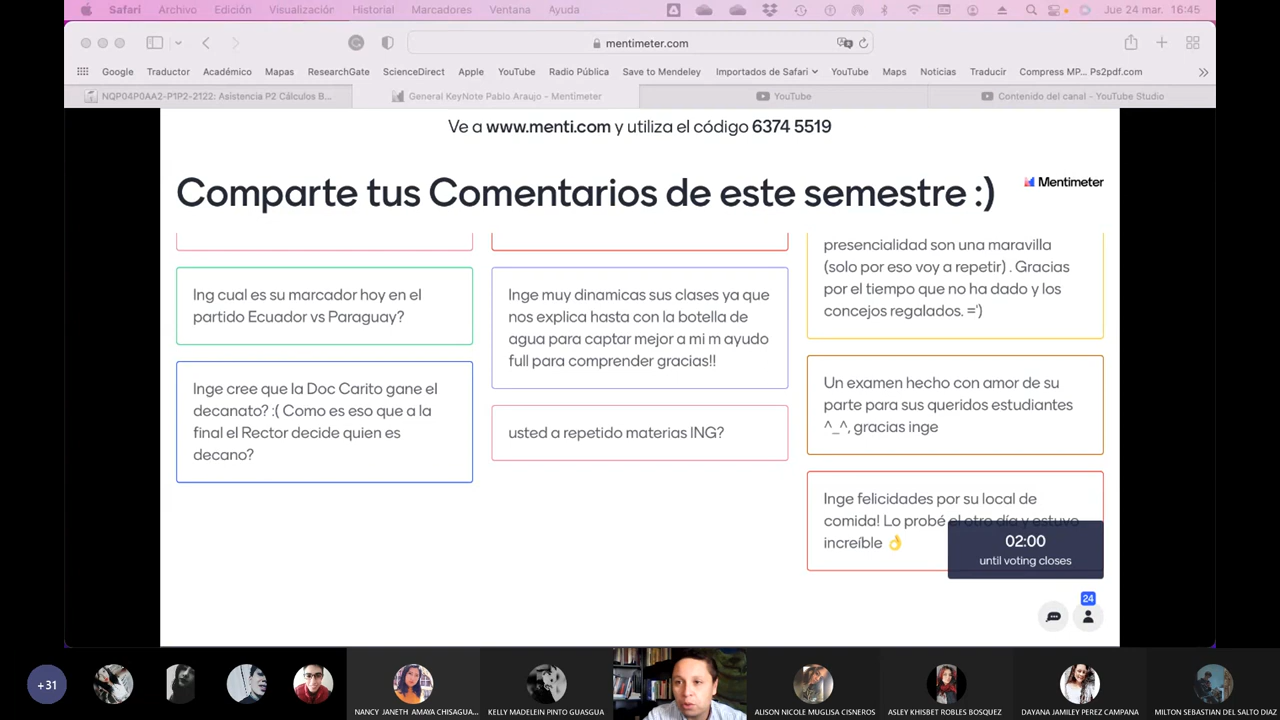 Safari Archivo Edición Visualización Historial Marcadores Ventana Ayuda Jue 24 mar. 16:45
mentimeter.com
Google Traductor Académico Mapas ResearchGate ScienceDirect Apple YouTube Radio Pública Save to Mendeley Importados de Safari YouTube Maps Noticias Traducir Compress MP... Ps2pdf.com
NQP04P0AA2-P1P2-2122: Asistencia P2 Cálculos B... General KeyNote Pablo Araujo - Mentimeter YouTube Contenido del canal - YouTube Studio
Ve a www.menti.com y utiliza el código 6374 5519
Comparte tus Comentarios de este semestre :)
Mentimeter
Ing cual es su marcador hoy en el
partido Ecuador vs Paraguay?
Inge cree que la Doc Carito gane el
decanato? :( Como es eso que a la
final el Rector decide quien es
decano?
Inge muy dinamicas sus clases ya que
nos explica hasta con la botella de
agua para captar mejor a mi m ayudo
full para comprender gracias!!
usted a repetido materias ING?
presencialidad son una maravilla
(solo por eso voy a repetir) . Gracias
por el tiempo que no ha dado y los
concejos regalados. =')
Un examen hecho con amor de su
parte para sus queridos estudiantes
^_^, gracias inge
Inge felicidades por su local de
comida! Lo probé el otro día y estuvo
increíble 👌
02:00
until voting closes
24
+31
NANCY JANETH AMAYA CHISAGUA...
KELLY MADELEIN PINTO GUASGUA
ALISON NICOLE MUGLISA CISNEROS
ASLEY KHISBET ROBLES BOSQUEZ
DAYANA JAMILEY PEREZ CAMPANA
MILTON SEBASTIAN DEL SALTO DIAZ